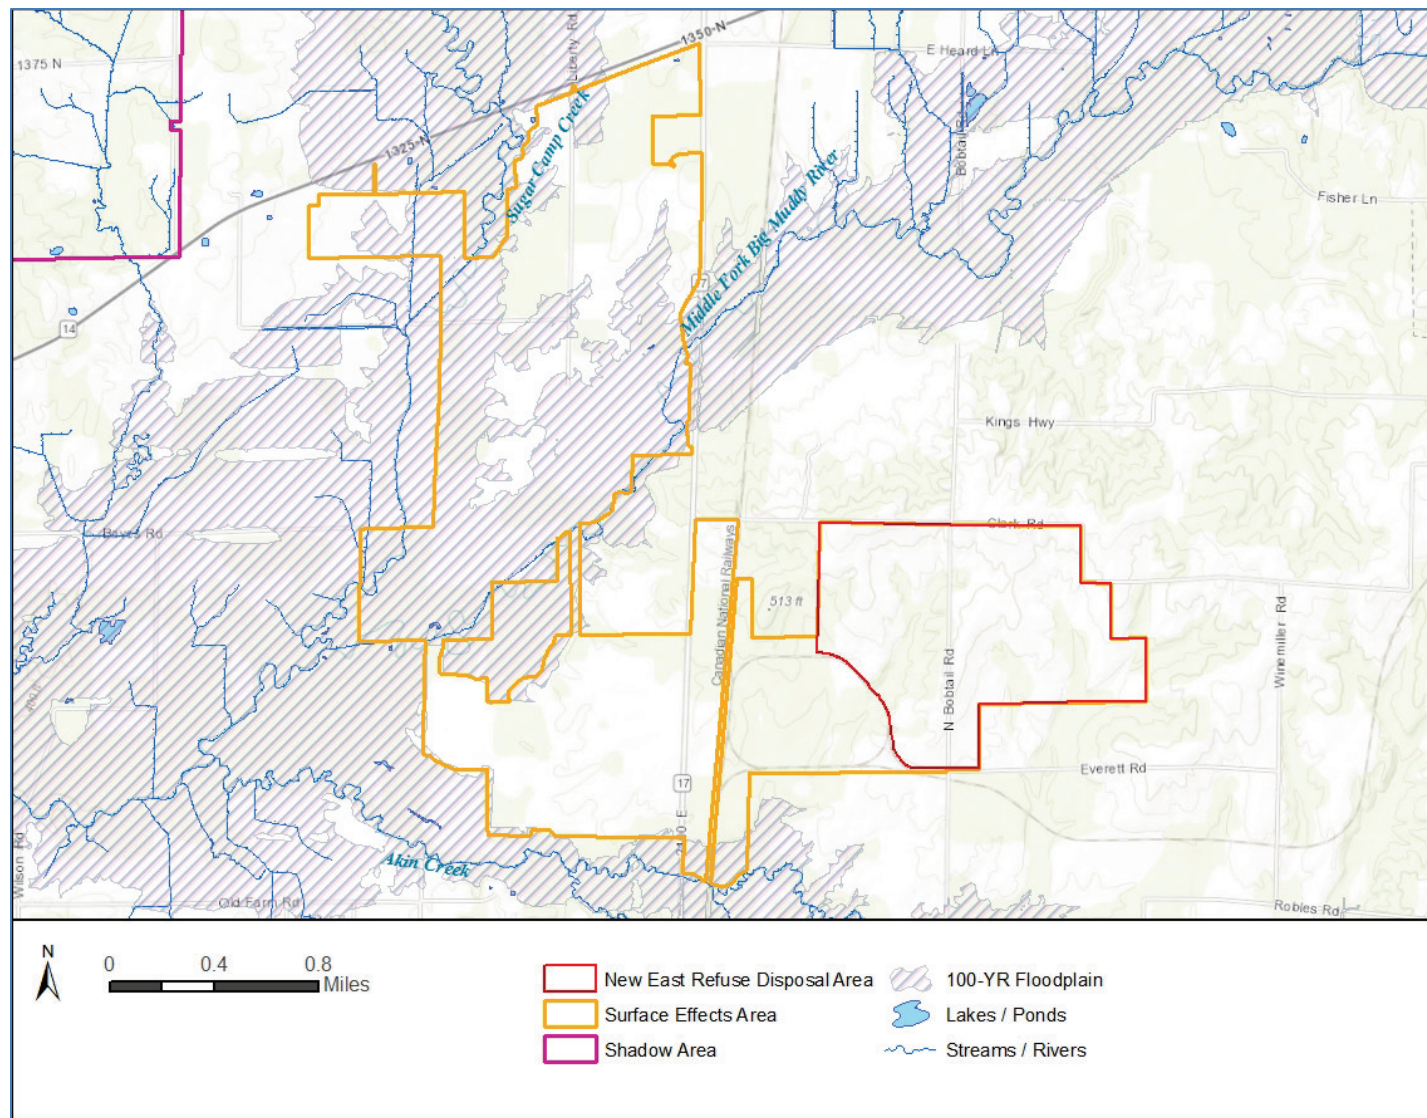 1350-N
E Heard Ln
1375 N
Liberty Rd
Sugar Camp Creek
1325-N
Bobtail R
Fisher Ln
Middle Fork Big Muddy River
14
7
Kings Hwy
Clark Rd
Bayes Rd
Canadian National Railways
513 ft
Winemiller Rd
N Bobtail Rd
400 ft
Everett Rd
17
Wilson Rd
Akin Creek
Old Farm Rd
Robles Rd
N
0 0.4 0.8
Miles
New East Refuse Disposal Area
Surface Effects Area
Shadow Area
100-YR Floodplain
Lakes / Ponds
Streams / Rivers